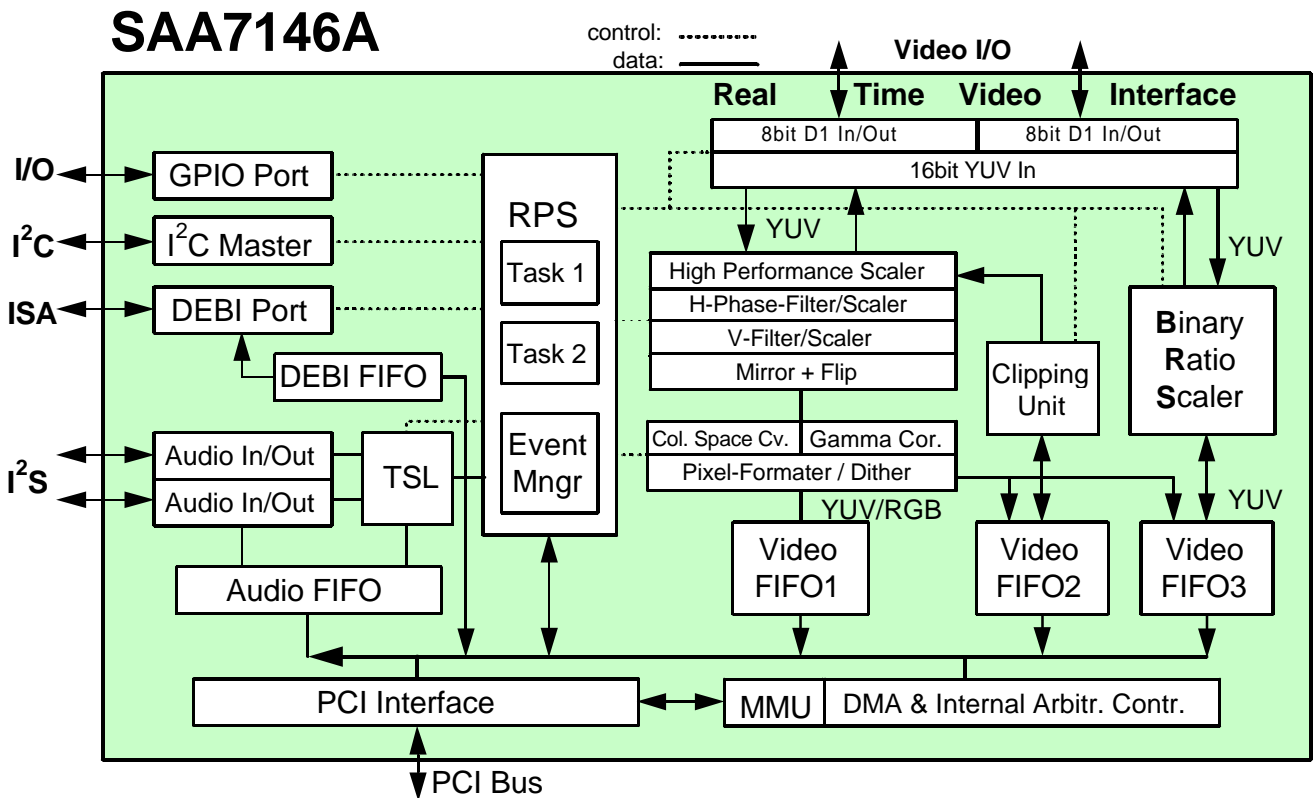 SAA7146A
control:
data:
Video I/O
Real Time Video Interface
8bit D1 In/Out
8bit D1 In/Out
16bit YUV In
I/O
GPIO Port
I²C
I²C Master
ISA
DEBI Port
DEBI FIFO
I²S
Audio In/Out
Audio In/Out
TSL
Audio FIFO
RPS
Task 1
Task 2
Event
Mngr
YUV
High Performance Scaler
H-Phase-Filter/Scaler
V-Filter/Scaler
Mirror + Flip
Col. Space Cv.
Gamma Cor.
Pixel-Formater / Dither
YUV/RGB
Clipping
Unit
YUV
Binary
Ratio
Scaler
YUV
Video
FIFO1
Video
FIFO2
Video
FIFO3
PCI Interface
MMU
DMA & Internal Arbitr. Contr.
PCI Bus